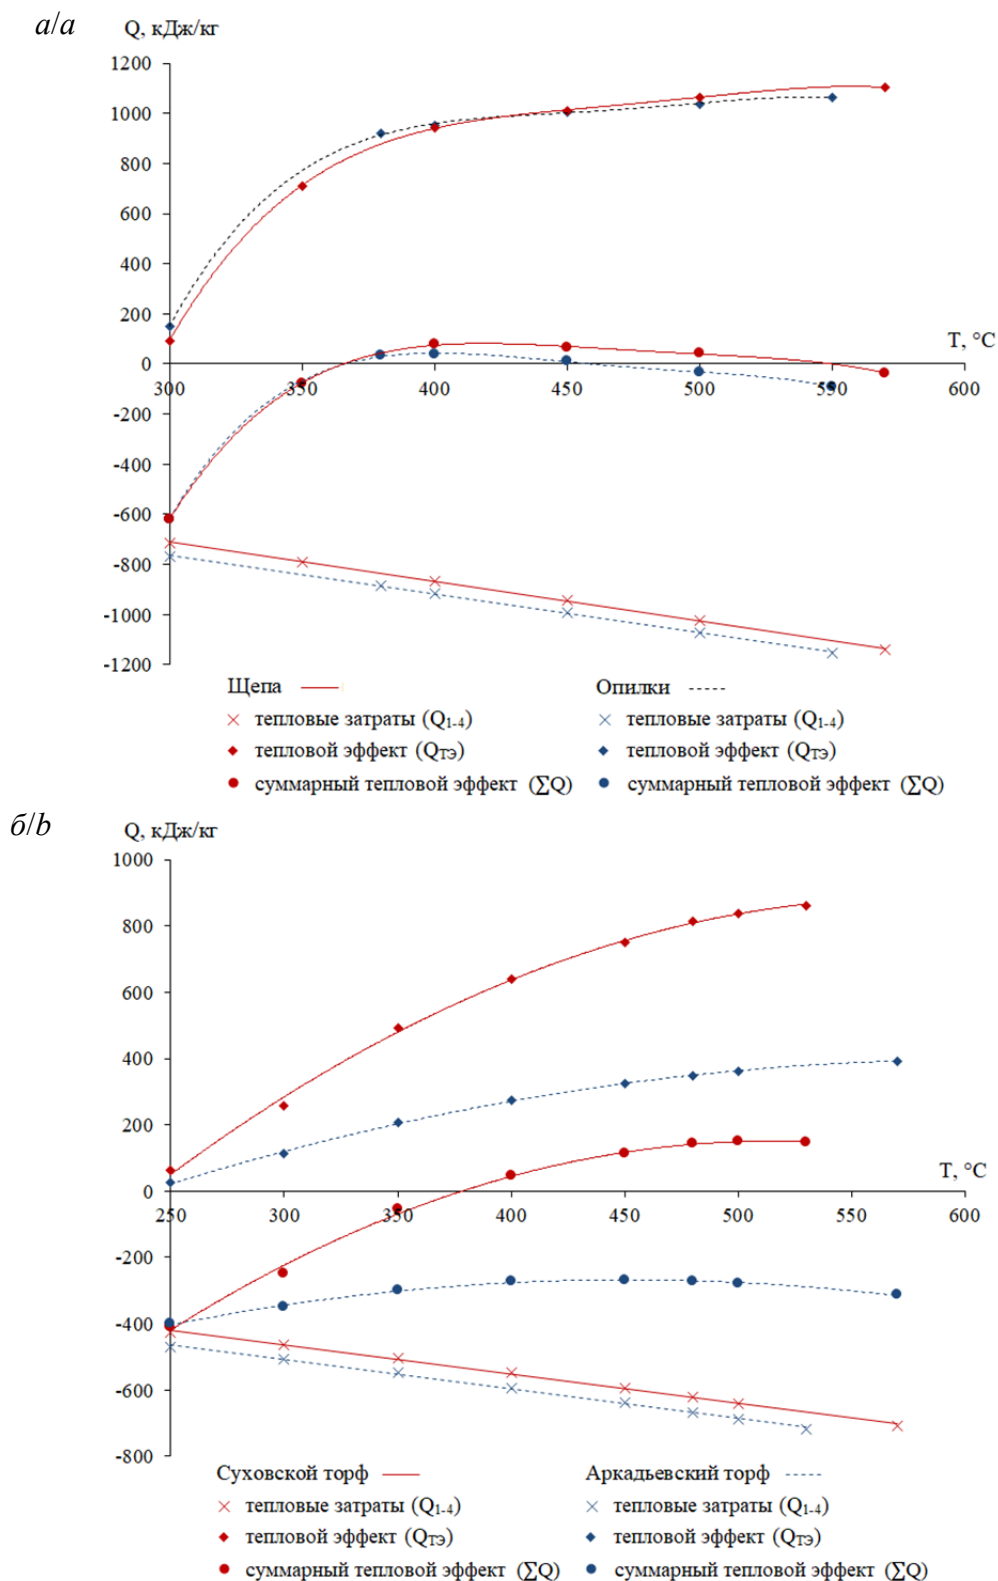 а/a
Q, кДж/кг
1200
1000
800
600
400
200
T, °C
0
300 350 400 450 500 550 600
-200
-400
-600
-800
-1000
-1200
Щепа Опилки
тепловые затраты (Q1-4) тепловые затраты (Q1-4)
тепловой эффект (QТЭ) тепловой эффект (QТЭ)
суммарный тепловой эффект (∑Q) суммарный тепловой эффект (∑Q)
б/b
Q, кДж/кг
1000
800
600
400
200
T, °C
0
250 300 350 400 450 500 550 600
-200
-400
-600
-800
Суховской торф Аркадьевский торф
тепловые затраты (Q1-4) тепловые затраты (Q1-4)
тепловой эффект (QТЭ) тепловой эффект (QТЭ)
суммарный тепловой эффект (∑Q) суммарный тепловой эффект (∑Q)